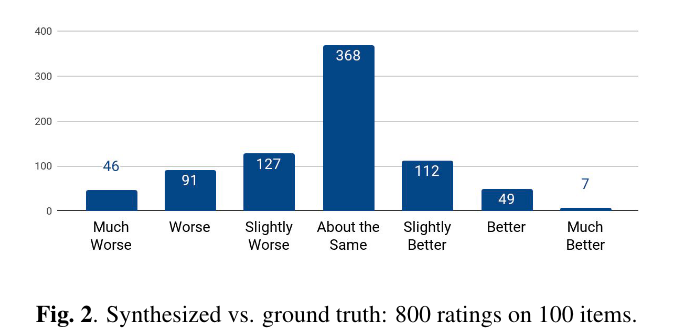 400
300
200
100
0
46
91
127
368
112
49
7
Much Worse
Worse
Slightly Worse
About the Same
Slightly Better
Better
Much Better
Fig. 2. Synthesized vs. ground truth: 800 ratings on 100 items.